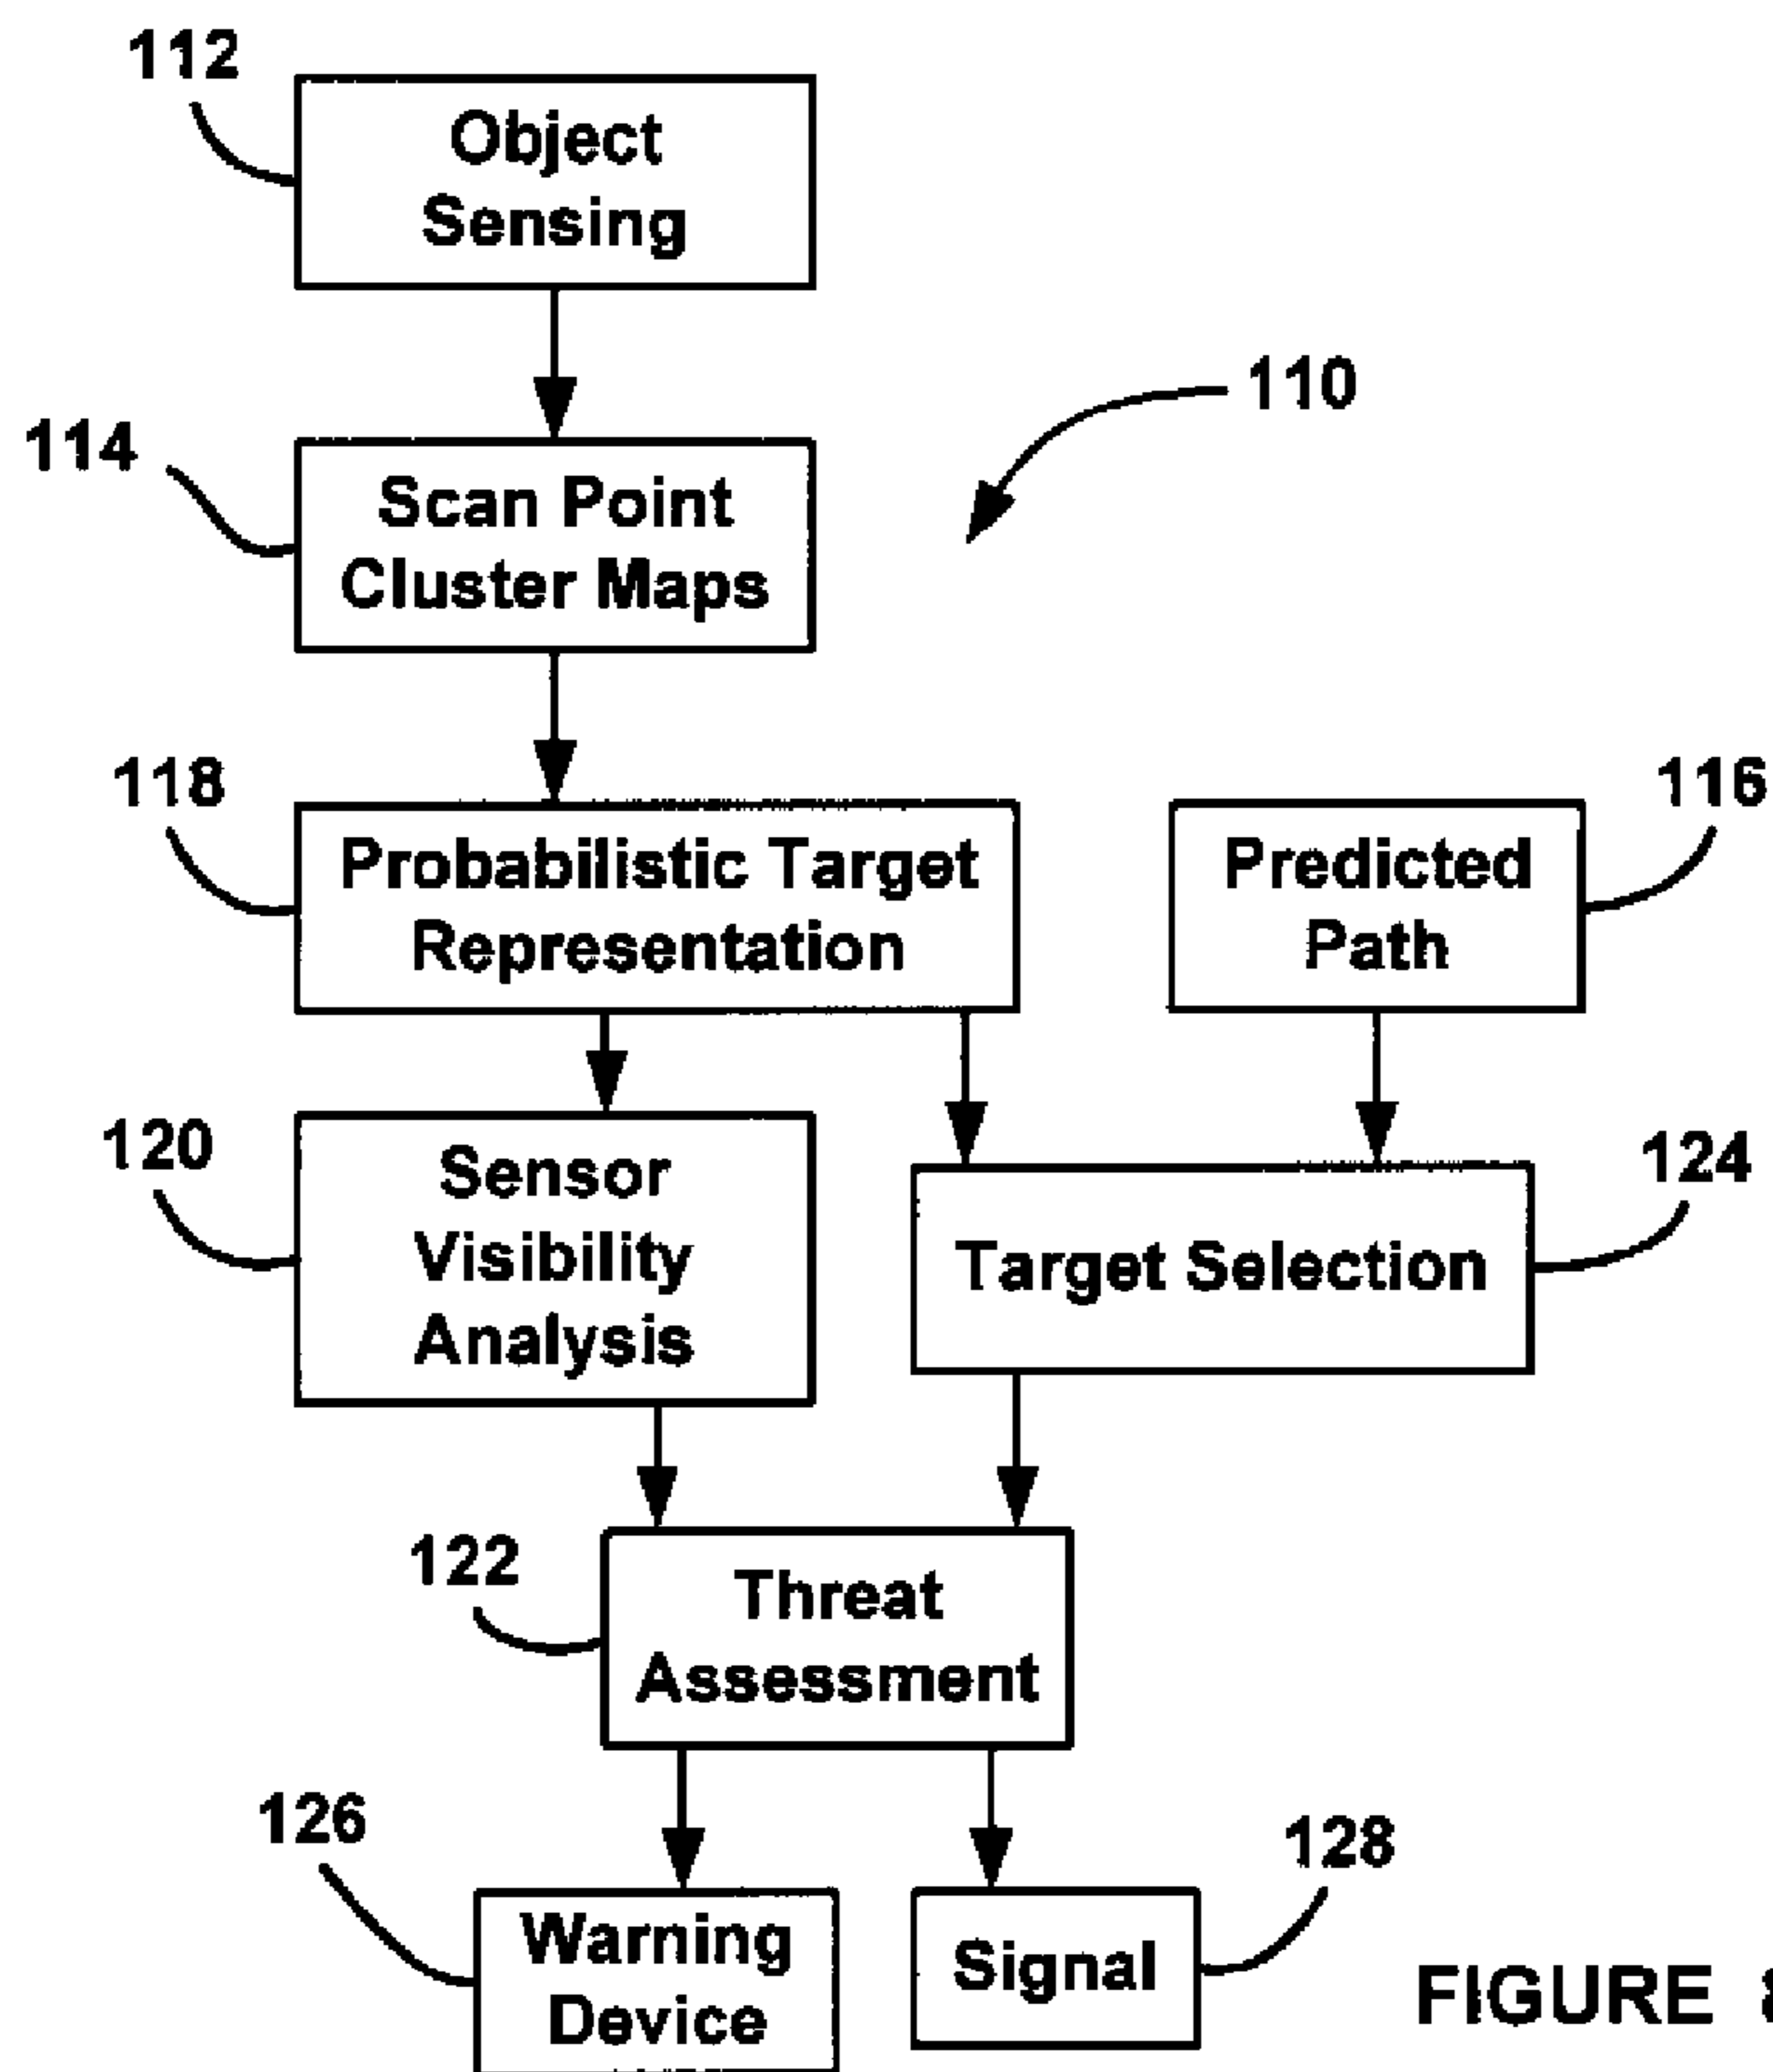 112
Object
Sensing
110
114
Scan Point
Cluster Maps
118
116
Probabilistic Target
Representation
Predicted
Path
120
124
Sensor
Visibility
Analysis
Target Selection
122
Threat
Assessment
126
128
Warning
Device
Signal
FIGURE